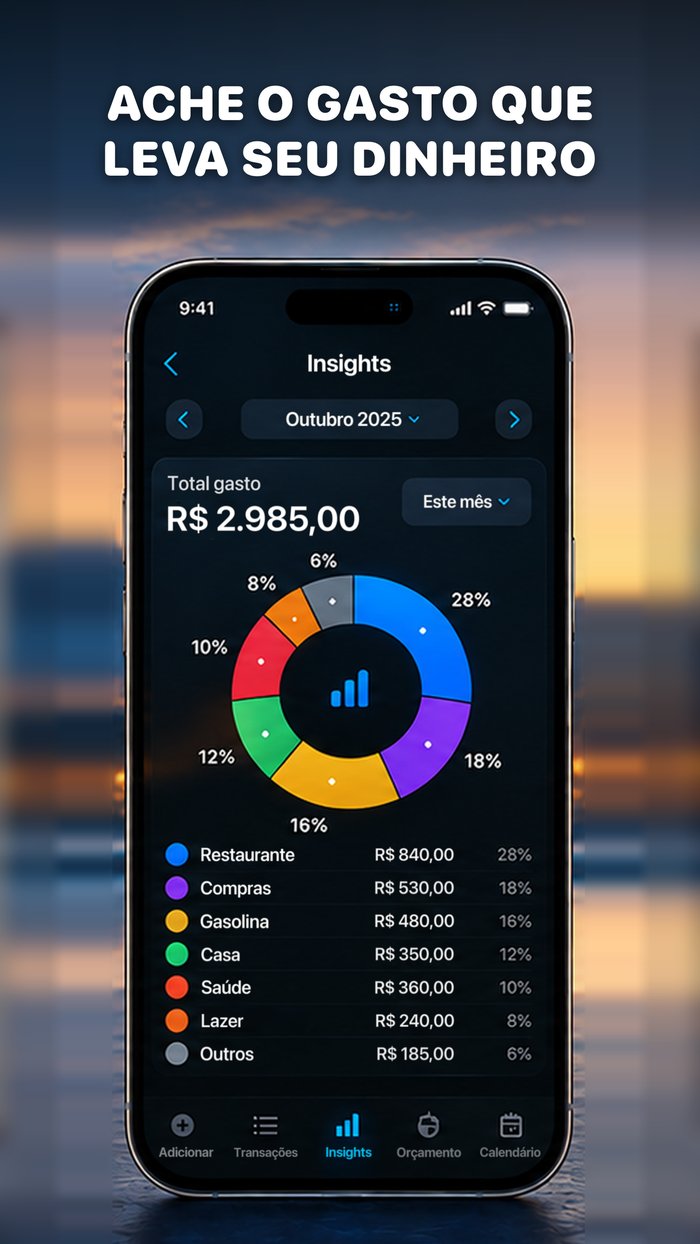 ACHE O GASTO QUE
LEVA SEU DINHEIRO
9:41
Insights
Outubro 2025
Total gasto
R$ 2.985,00
Este mês
6%
8%
28%
10%
12%
18%
16%
Restaurante R$ 840,00 28%
Compras R$ 530,00 18%
Gasolina R$ 480,00 16%
Casa R$ 350,00 12%
Saúde R$ 360,00 10%
Lazer R$ 240,00 8%
Outros R$ 185,00 6%
Adicionar Transações Insights Orçamento Calendário